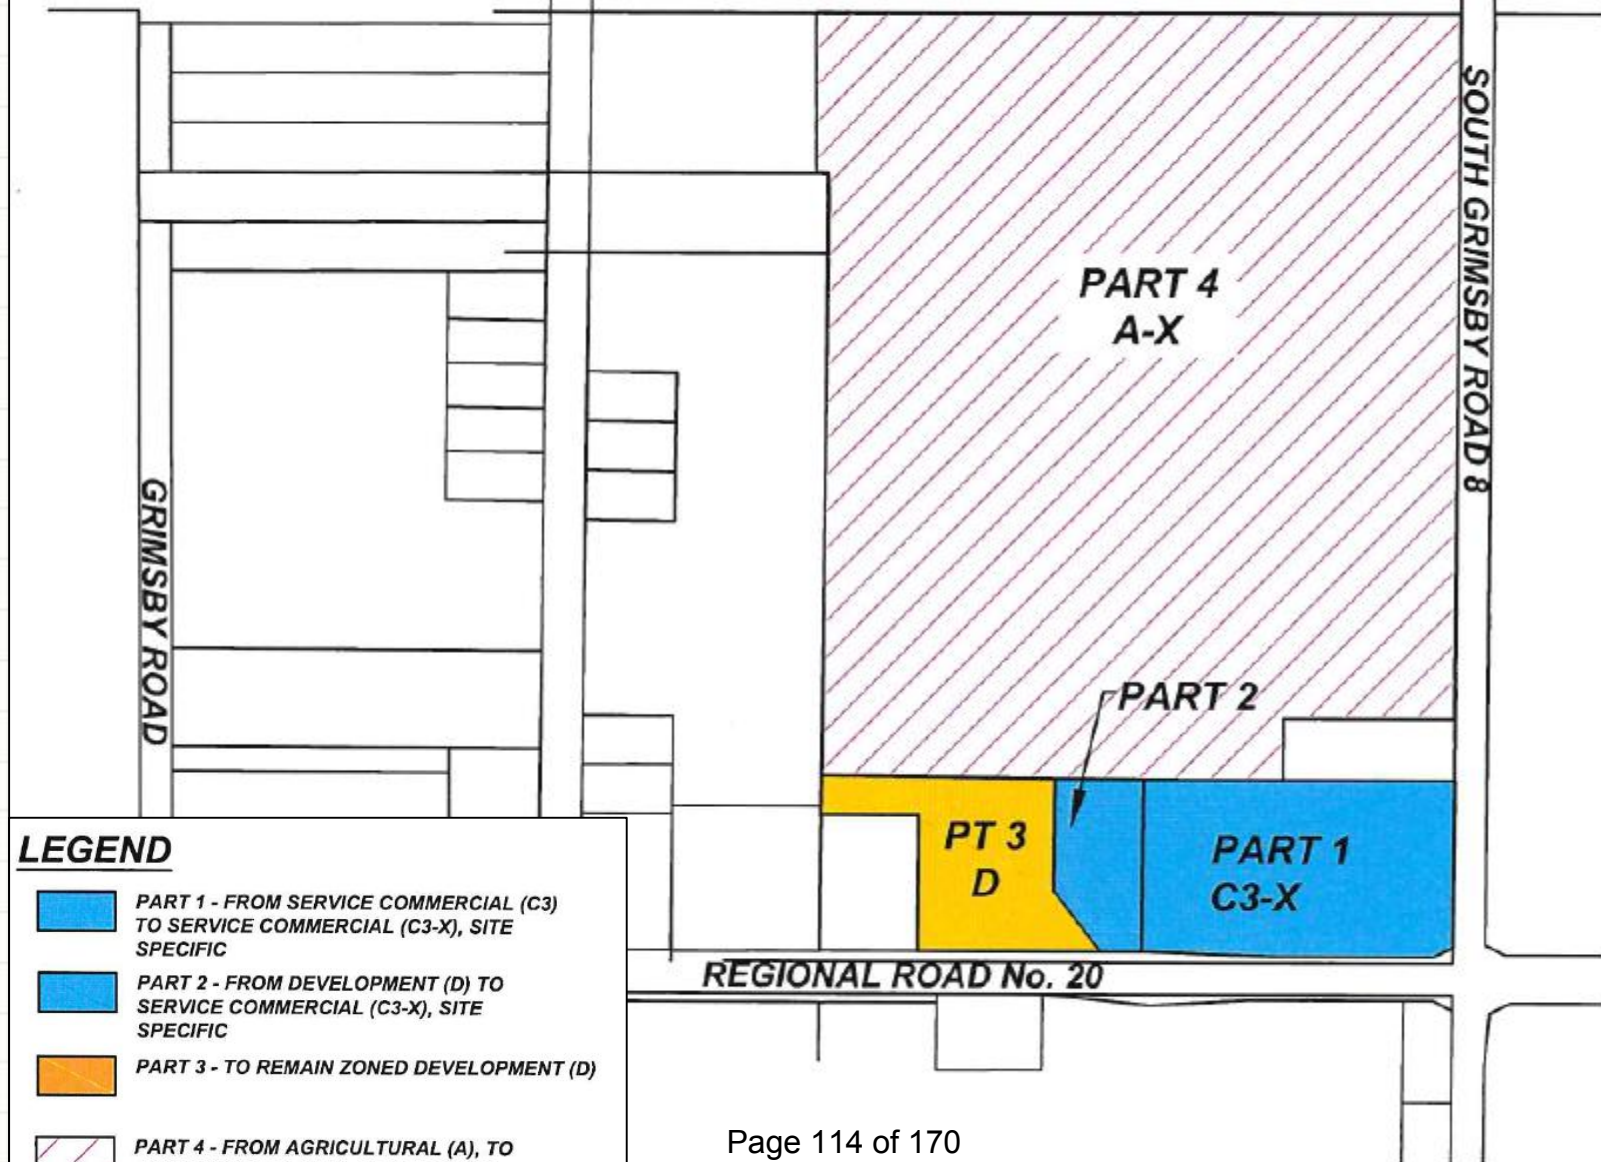 SOUTH GRIMSBY ROAD 8
PART 4
A-X
GRIMSBY ROAD
PART 2
PT 3
D
PART 1
C3-X
REGIONAL ROAD No. 20
LEGEND
PART 1 - FROM SERVICE COMMERCIAL (C3)
TO SERVICE COMMERCIAL (C3-X), SITE
SPECIFIC
PART 2 - FROM DEVELOPMENT (D) TO
SERVICE COMMERCIAL (C3-X), SITE
SPECIFIC
PART 3 - TO REMAIN ZONED DEVELOPMENT (D)
PART 4 - FROM AGRICULTURAL (A), TO
Page 114 of 170